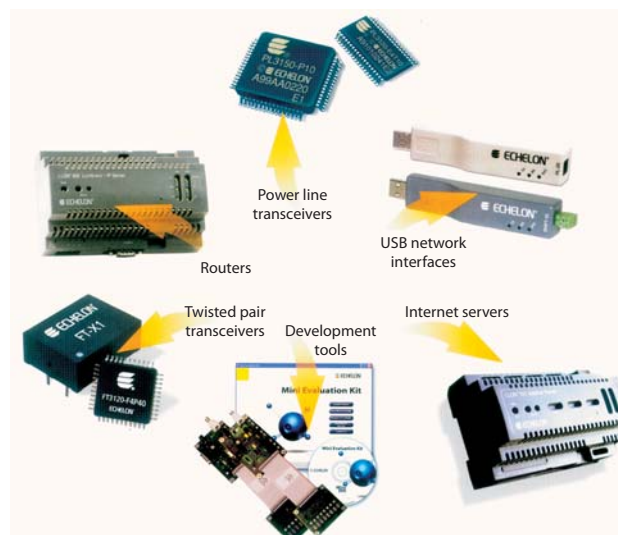 PL3150-P10
© ECHELON
A99AA0220
E1
ECHELON®
ECHELON®
Power line
transceivers
USB network
interfaces
Routers
Twisted pair
transceivers
Development
tools
Internet servers
ECHELON
FT-X1
FT3120-F4P40
ECHELON
ECHELON
Mini Evaluation Kit
Mini Evaluation Kit